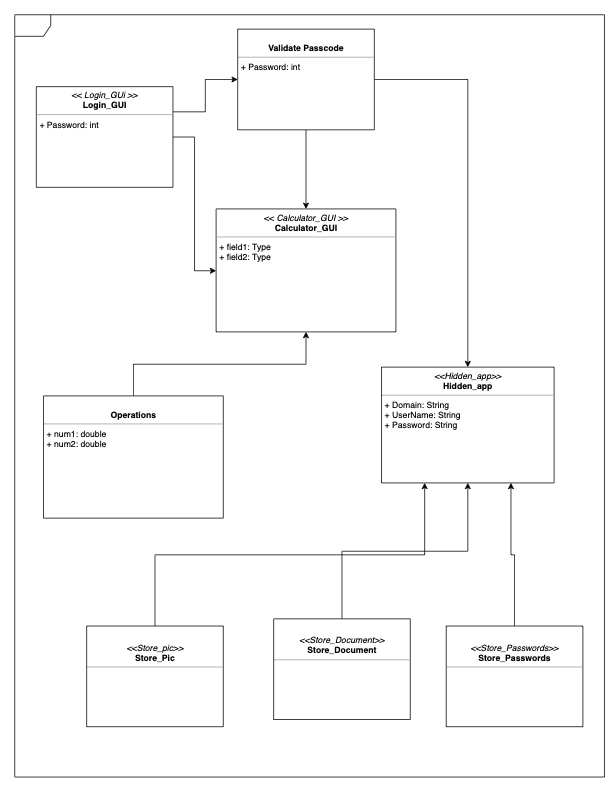 Validate Passcode
+ Password: int
<< Login_GUi >>
Login_GUI
+ Password: int
<< Calculator_GUI >>
Calculator_GUI
+ field1: Type
+ field2: Type
<<Hidden_app>>
Hidden_app
+ Domain: String
+ UserName: String
+ Password: String
Operations
+ num1: double
+ num2: double
<<Store_pic>>
Store_Pic
<<Store_Document>>
Store_Document
<<Store_Passwords>>
Store_Passwords